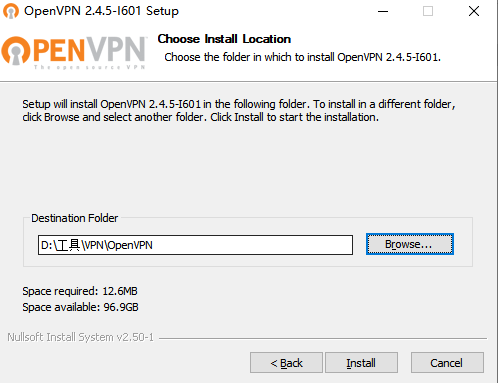 OpenVPN 2.4.5-I601 Setup
OPENVPN
The open source VPN
Choose Install Location
Choose the folder in which to install OpenVPN 2.4.5-I601.
Setup will install OpenVPN 2.4.5-I601 in the following folder. To install in a different folder,
click Browse and select another folder. Click Install to start the installation.
Destination Folder
D:\工具\VPN\OpenVPN
Browse...
Space required: 12.6MB
Space available: 96.9GB
Nullsoft Install System v2.50-1
< Back
Install
Cancel